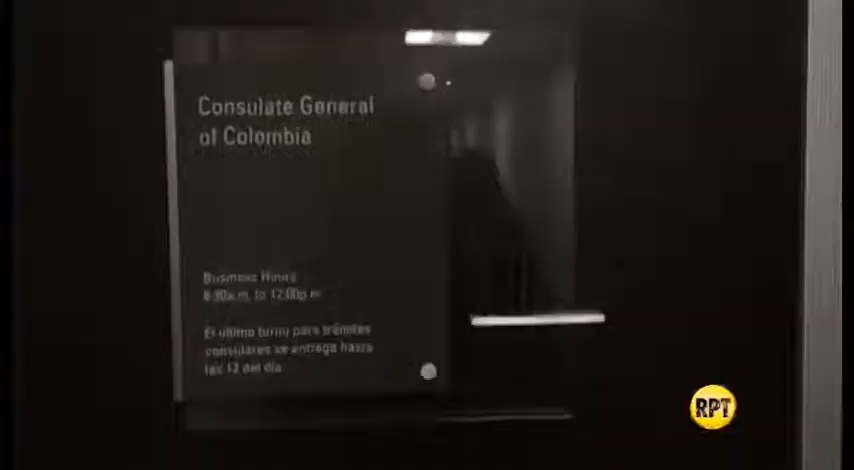 Consulate General
of Colombia
Business Hours
8:30a.m. to 12:00p.m.
El último turno para trámites
consulares se entrega hasta
las 12 del día
RPT